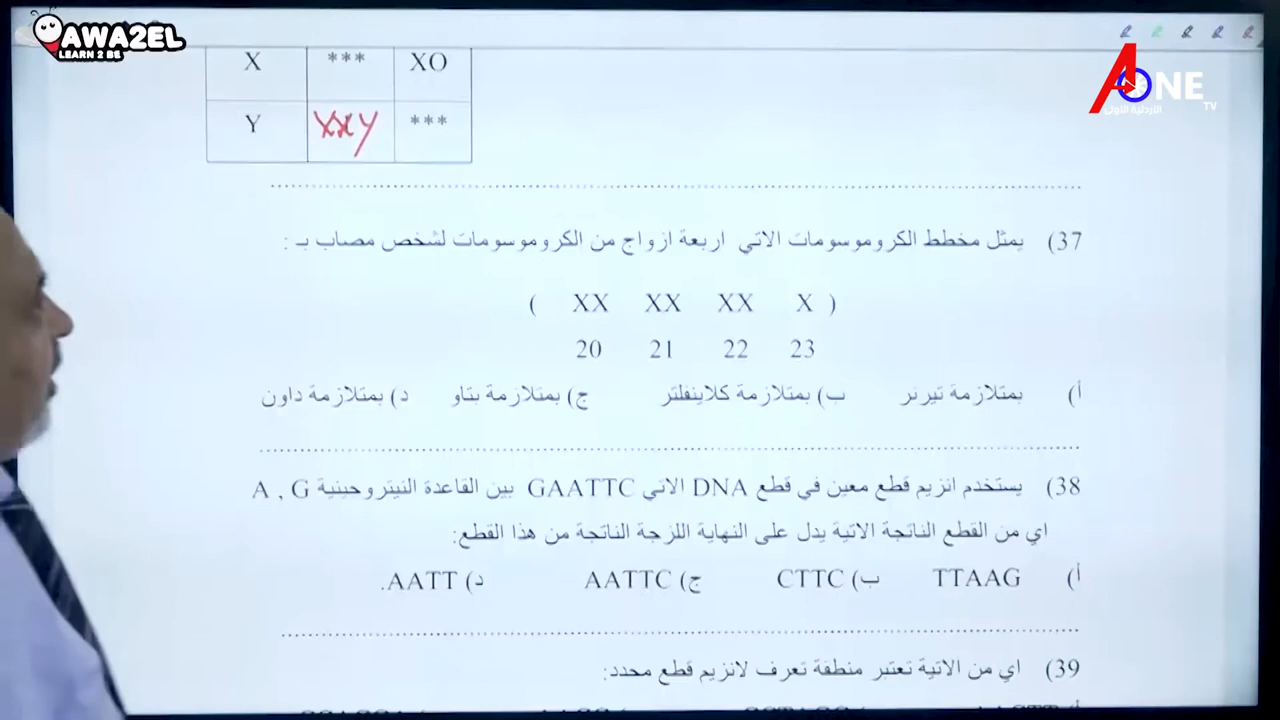 AWA2EL
LEARN 2 BE
A ONE TV
الأردنية الأولى
X *** XO
Y XXY ***
37) يمثل مخطط الكروموسومات الاتي اربعة ازواج من الكروموسومات لشخص مصاب بـ :
( XX XX XX X )
20 21 22 23
أ) بمتلازمة تيرنر ب) بمتلازمة كلاينفلتر ج) بمتلازمة بتاو د) بمتلازمة داون
38) يستخدم انزيم قطع معين في قطع DNA الاتي GAATTC بين القاعدة النيتروجينية A , G
اي من القطع الناتجة الاتية يدل على النهاية اللزجة الناتجة من هذا القطع:
أ) TTAAG ب) CTTC ج) AATTC د) AATT.
39) اي من الاتية تعتبر منطقة تعرف لانزيم قطع محدد: